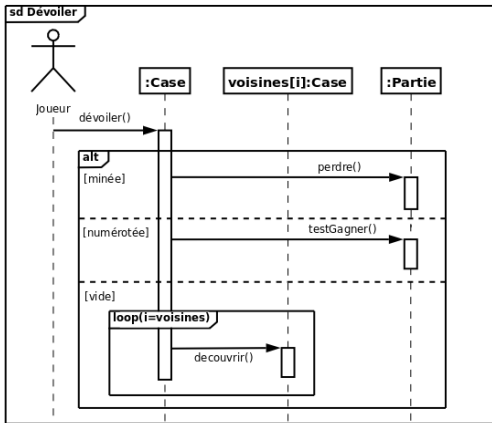 sd Dévoiler
Joueur
:Case
voisines[i]:Case
:Partie
dévoiler()
alt
[minée]
perdre()
[numérotée]
testGagner()
[vide]
loop(i=voisines)
decouvrir()